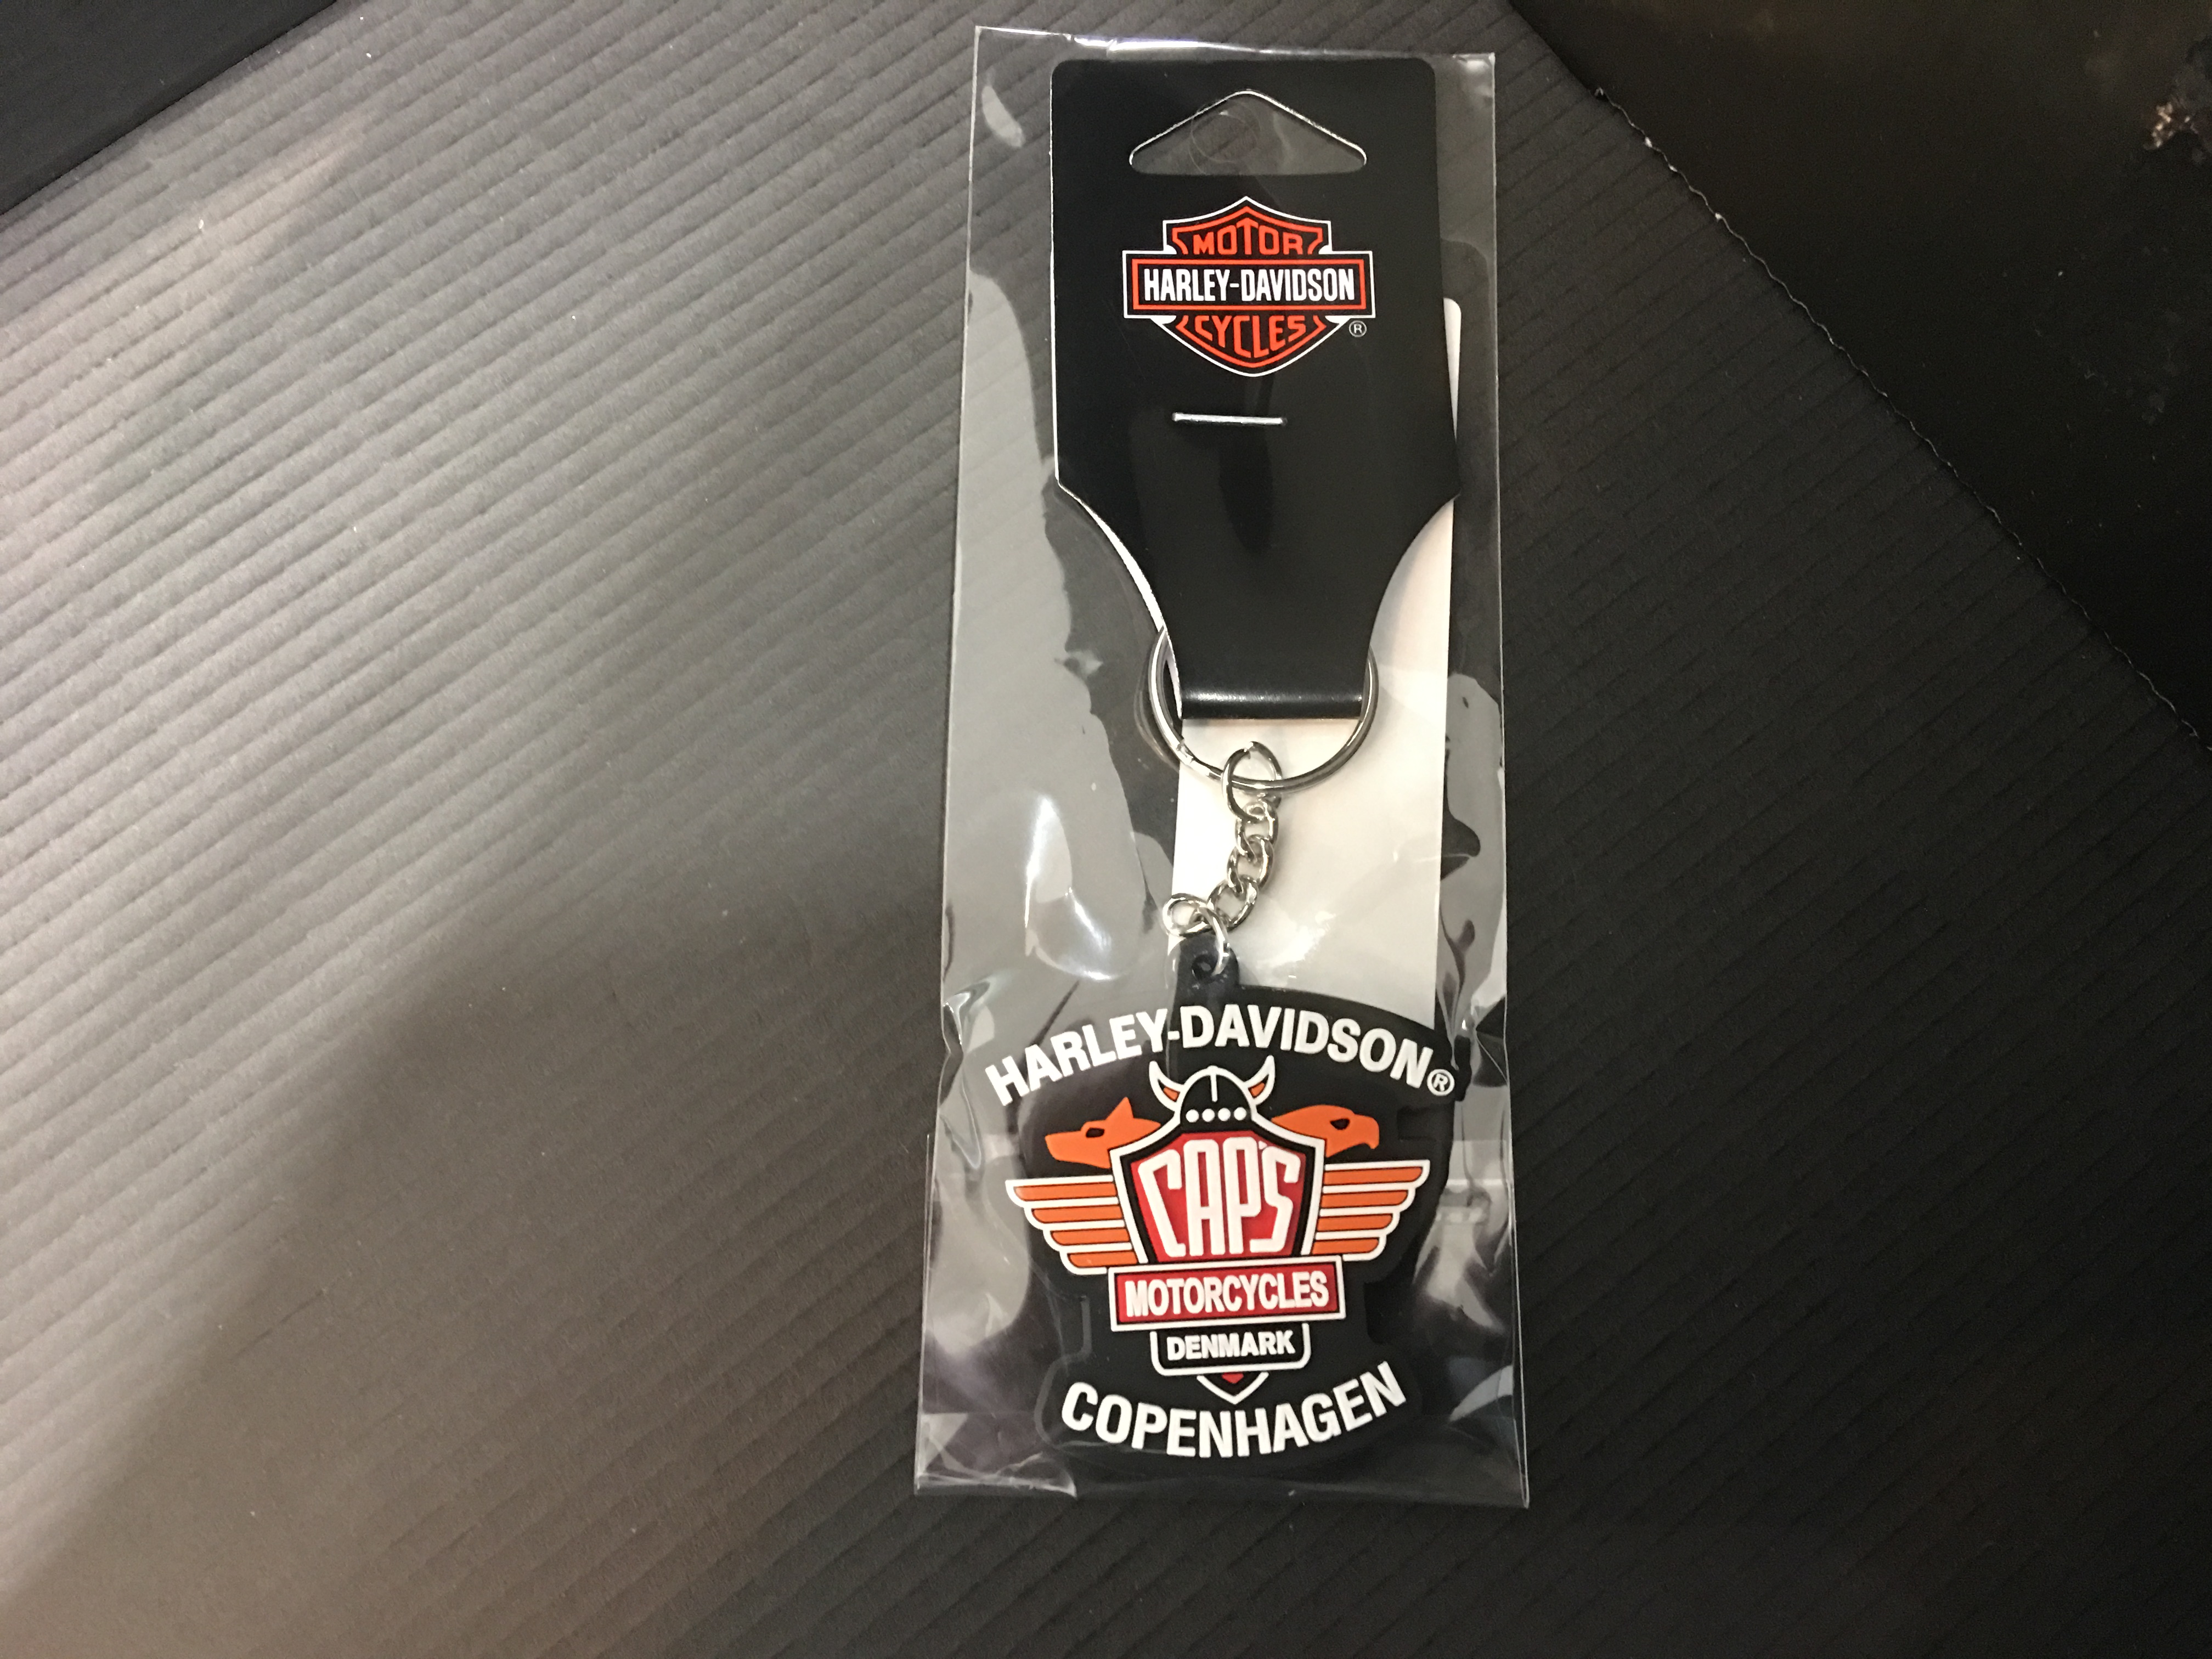 MOTOR
HARLEY-DAVIDSON
CYCLES ®
HARLEY-DAVIDSON®
CAP'S
MOTORCYCLES
DENMARK
COPENHAGEN